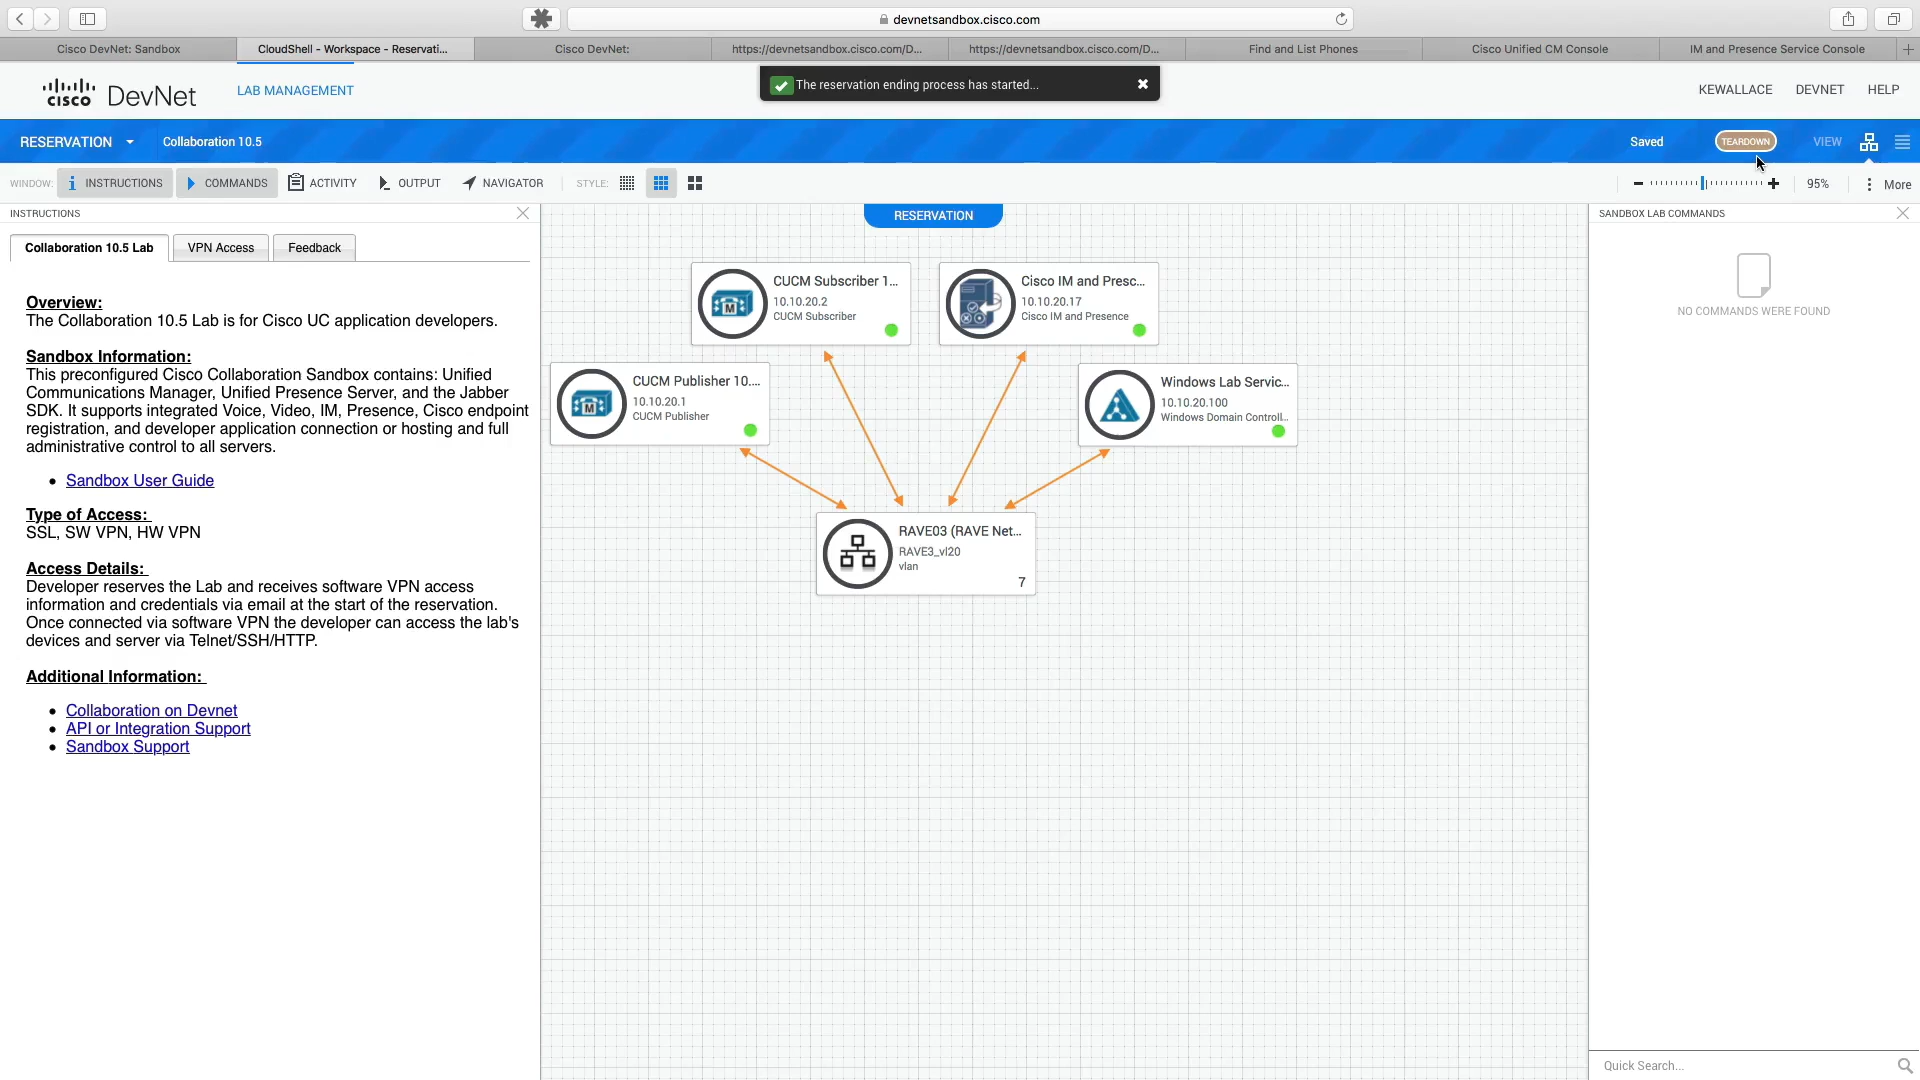 devnetsandbox.cisco.com
Cisco DevNet: Sandbox
CloudShell - Workspace - Reservati...
Cisco DevNet:
https://devnetsandbox.cisco.com/D...
https://devnetsandbox.cisco.com/D...
Find and List Phones
Cisco Unified CM Console
IM and Presence Service Console
cisco DevNet
LAB MANAGEMENT
The reservation ending process has started...
KEWALLACE
DEVNET
HELP
RESERVATION
Collaboration 10.5
Saved
TEARDOWN
VIEW
WINDOW:
INSTRUCTIONS
COMMANDS
ACTIVITY
OUTPUT
NAVIGATOR
STYLE:
95%
More
INSTRUCTIONS
Collaboration 10.5 Lab
VPN Access
Feedback
Overview:
The Collaboration 10.5 Lab is for Cisco UC application developers.
Sandbox Information:
This preconfigured Cisco Collaboration Sandbox contains: Unified
Communications Manager, Unified Presence Server, and the Jabber
SDK. It supports integrated Voice, Video, IM, Presence, Cisco endpoint
registration, and developer application connection or hosting and full
administrative control to all servers.
Sandbox User Guide
Type of Access:
SSL, SW VPN, HW VPN
Access Details:
Developer reserves the Lab and receives software VPN access
information and credentials via email at the start of the reservation.
Once connected via software VPN the developer can access the lab's
devices and server via Telnet/SSH/HTTP.
Additional Information:
Collaboration on Devnet
API or Integration Support
Sandbox Support
RESERVATION
CUCM Subscriber 1...
10.10.20.2
CUCM Subscriber
M
Cisco IM and Presc...
10.10.20.17
Cisco IM and Presence
CUCM Publisher 10....
10.10.20.1
CUCM Publisher
M
Windows Lab Servic...
10.10.20.100
Windows Domain Controll...
RAVE03 (RAVE Net...
RAVE3_vl20
vlan
7
SANDBOX LAB COMMANDS
NO COMMANDS WERE FOUND
Quick Search...